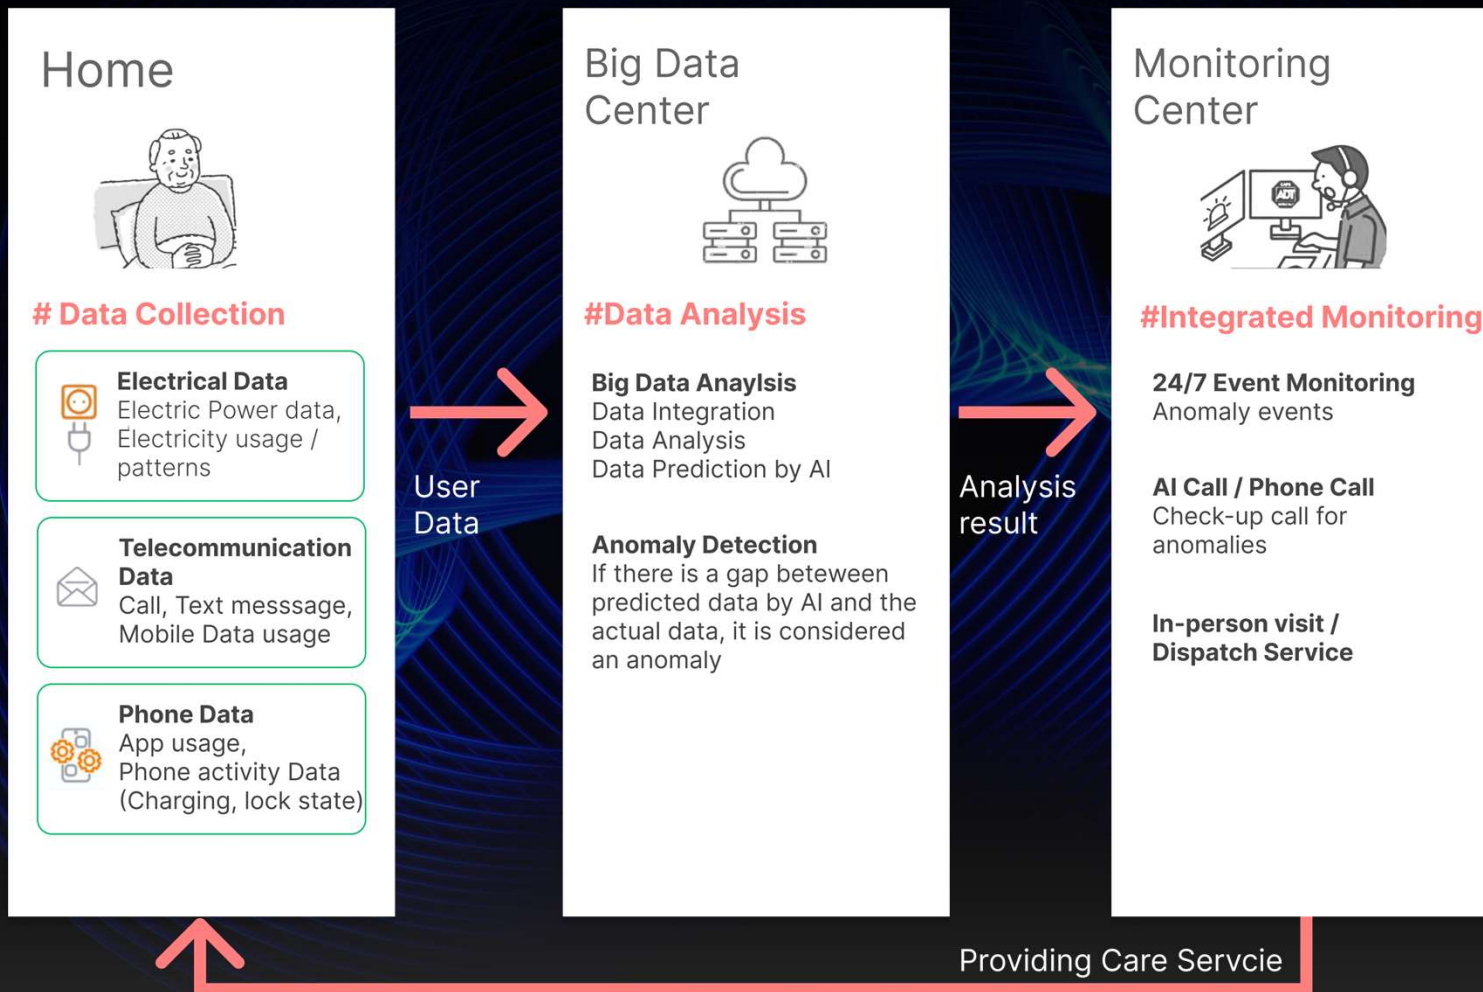 Home
# Data Collection
Electrical Data
Electric Power data,
Electricity usage /
patterns
Telecommunication
Data
Call, Text messsage,
Mobile Data usage
Phone Data
App usage,
Phone activity Data
(Charging, lock state)
User
Data
Big Data
Center
#Data Analysis
Big Data Anaylsis
Data Integration
Data Analysis
Data Prediction by AI
Anomaly Detection
If there is a gap beteween
predicted data by AI and the
actual data, it is considered
an anomaly
Analysis
result
Monitoring
Center
ADT
#Integrated Monitoring
24/7 Event Monitoring
Anomaly events
AI Call / Phone Call
Check-up call for
anomalies
In-person visit /
Dispatch Service
Providing Care Servcie